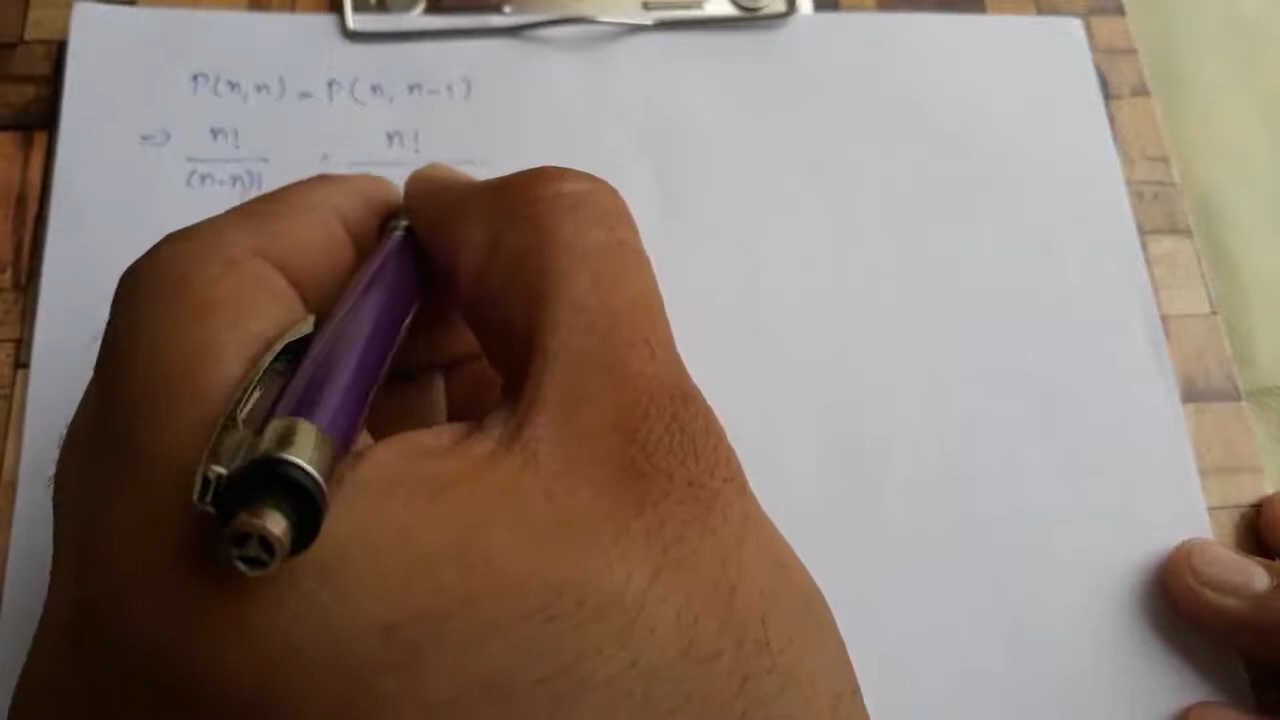 P(n,n) = P(n, n-1)
=> n!/(n-n)! = n!